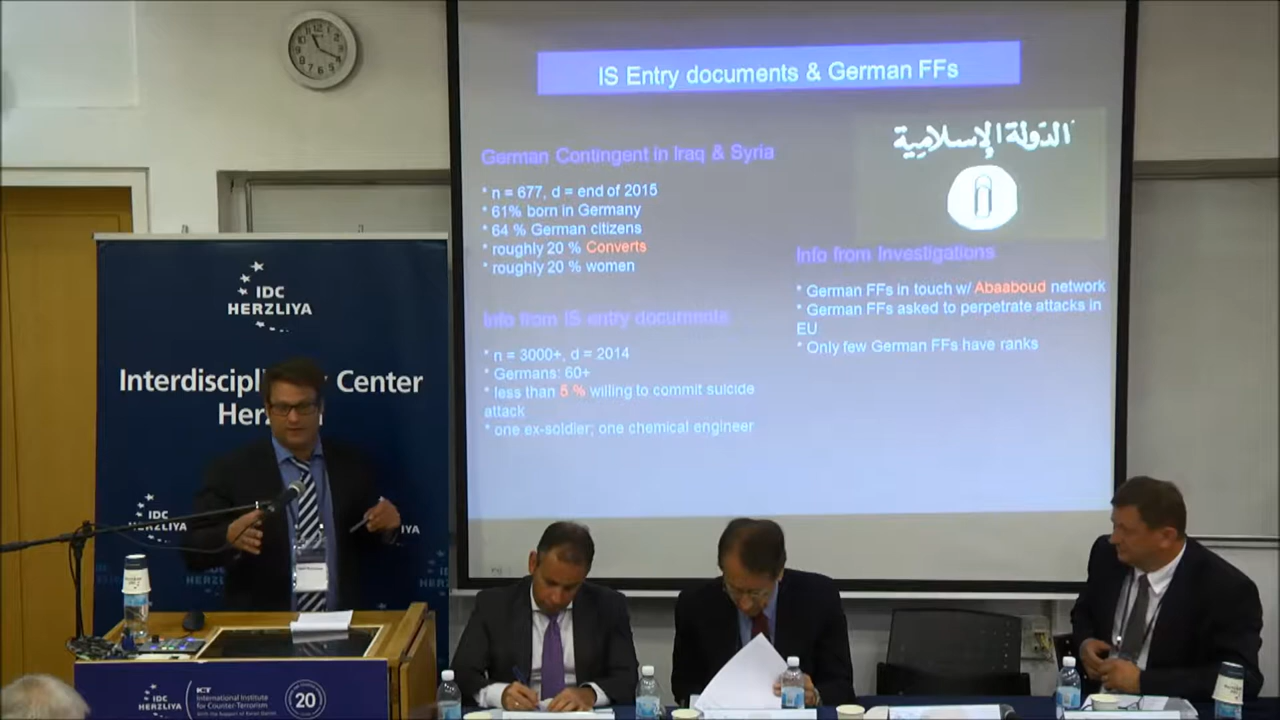 IS Entry documents & German FFs
German Contingent in Iraq & Syria
* n = 677, d = end of 2015
* 61% born in Germany
* 64 % German citizens
* roughly 20 % Converts
* roughly 20 % women
Info from IS entry documents
* n = 3000+, d = 2014
* Germans: 60+
* less than 5 % willing to commit suicide
attack
* one ex-soldier; one chemical engineer
الدولة الإسلامية
Info from Investigations
* German FFs in touch w/ Abaaboud network
* German FFs asked to perpetrate attacks in
EU
* Only few German FFs have ranks
IDC
HERZLIYA
Interdiscipl Center
Her
IDC
HERZLIYA
IDC
HERZLIYA
ICT
International Institute
for Counter-Terrorism
20